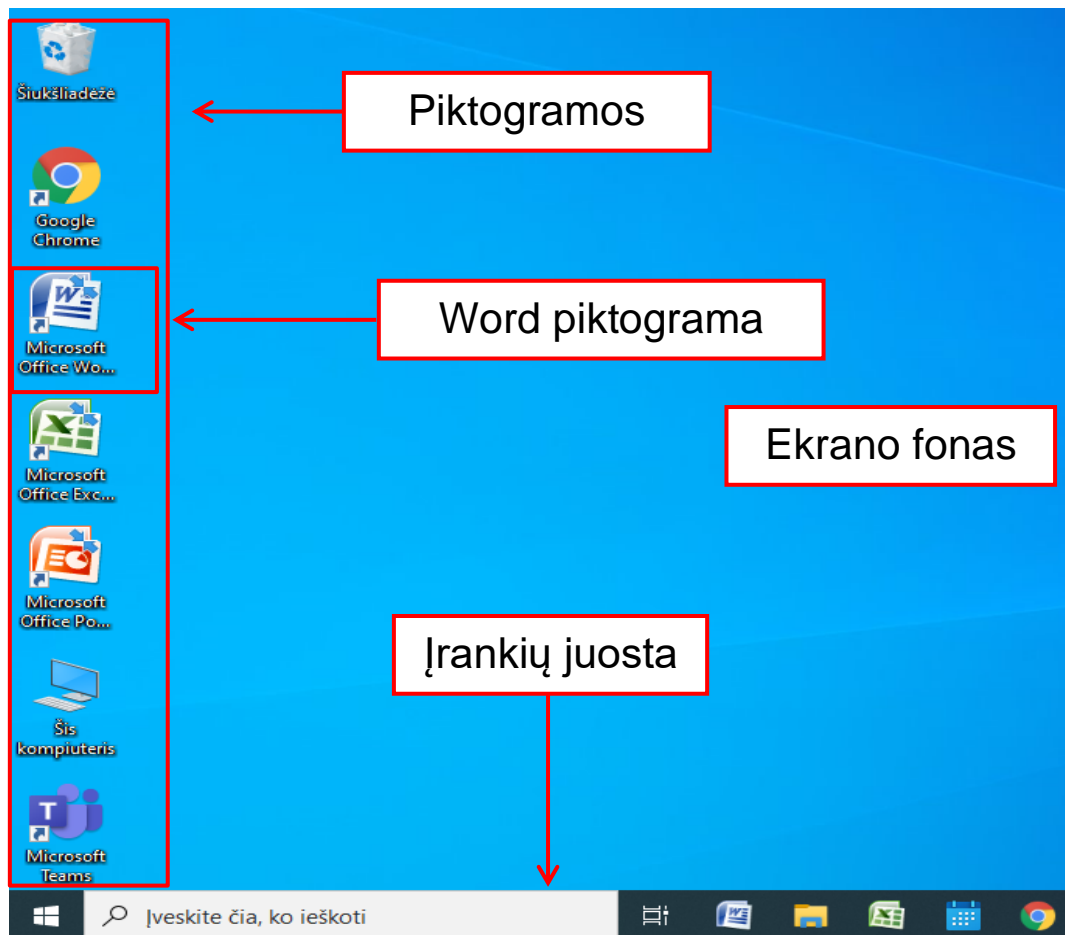 Šiukšliadėžė
Google
Chrome
Microsoft
Office Wo...
Microsoft
Office Exc...
Microsoft
Office Po...
Šis
kompiuteris
Microsoft
Teams
Piktogramos
Word piktograma
Ekrano fonas
Įrankių juosta
Įveskite čia, ko ieškoti